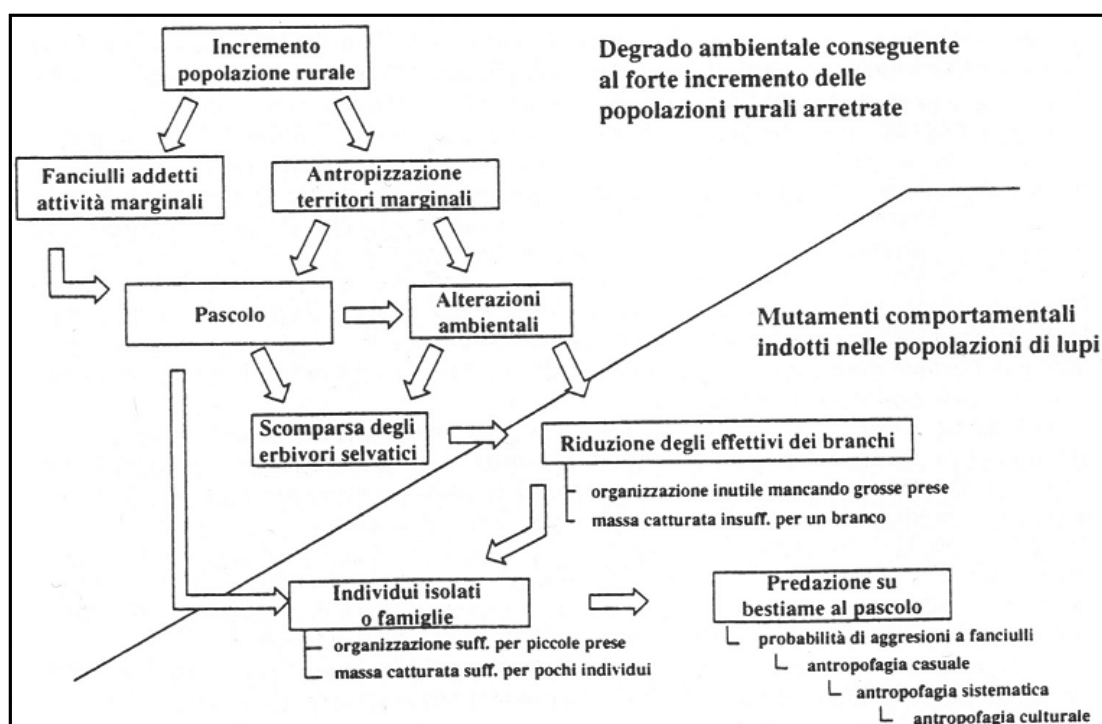 Incremento
popolazione rurale
Degrado ambientale conseguente
al forte incremento delle
popolazioni rurali arretrate
Fanciulli addetti
attività marginali
Antropizzazione
territori marginali
Pascolo
Alterazioni
ambientali
Mutamenti comportamentali
indotti nelle popolazioni di lupi
Scomparsa degli
erbivori selvatici
Riduzione degli effettivi dei branchi
organizzazione inutile mancando grosse prese
massa catturata insuff. per un branco
Individui isolati
o famiglie
organizzazione suff. per piccole prese
massa catturata suff. per pochi individui
Predazione su
bestiame al pascolo
probabilità di aggresioni a fanciulli
antropofagia casuale
antropofagia sistematica
antropofagia culturale